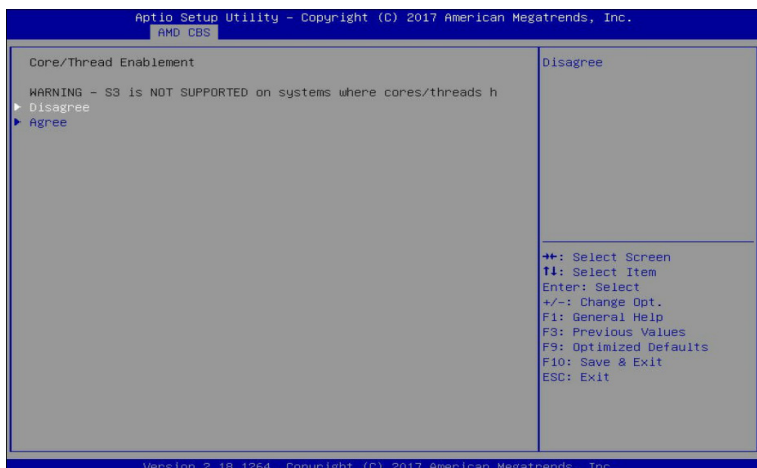 Aptio Setup Utility – Copyright (C) 2017 American Megatrends, Inc.
AMD CBS
Core/Thread Enablement
WARNING - S3 is NOT SUPPORTED on systems where cores/threads h
Disagree
Agree
Disagree
→←: Select Screen
↑↓: Select Item
Enter: Select
+/-: Change Opt.
F1: General Help
F3: Previous Values
F9: Optimized Defaults
F10: Save & Exit
ESC: Exit
Version 2.18.1264. Copyright (C) 2017 American Megatrends, Inc.